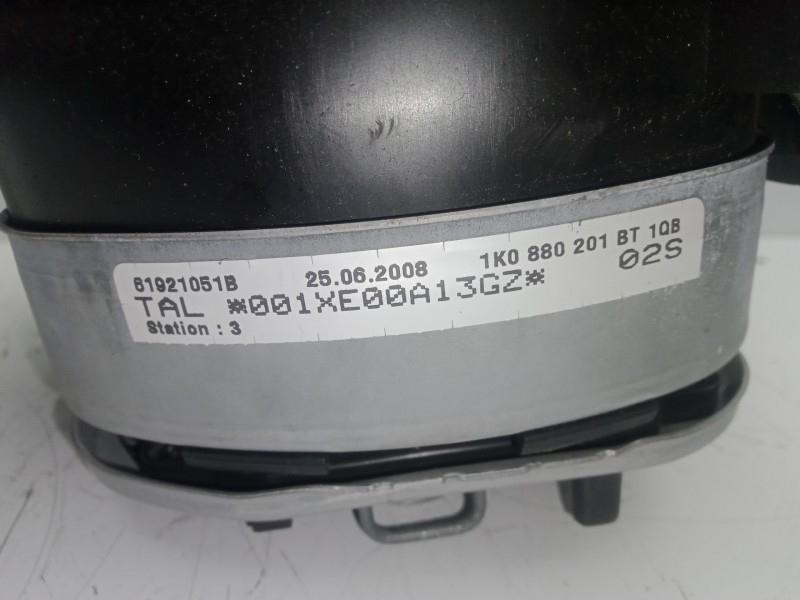 61921051B 25.06.2008 1K0 880 201 BT 1QB
TAL *001XE00A13GZ* 02S
Station : 3